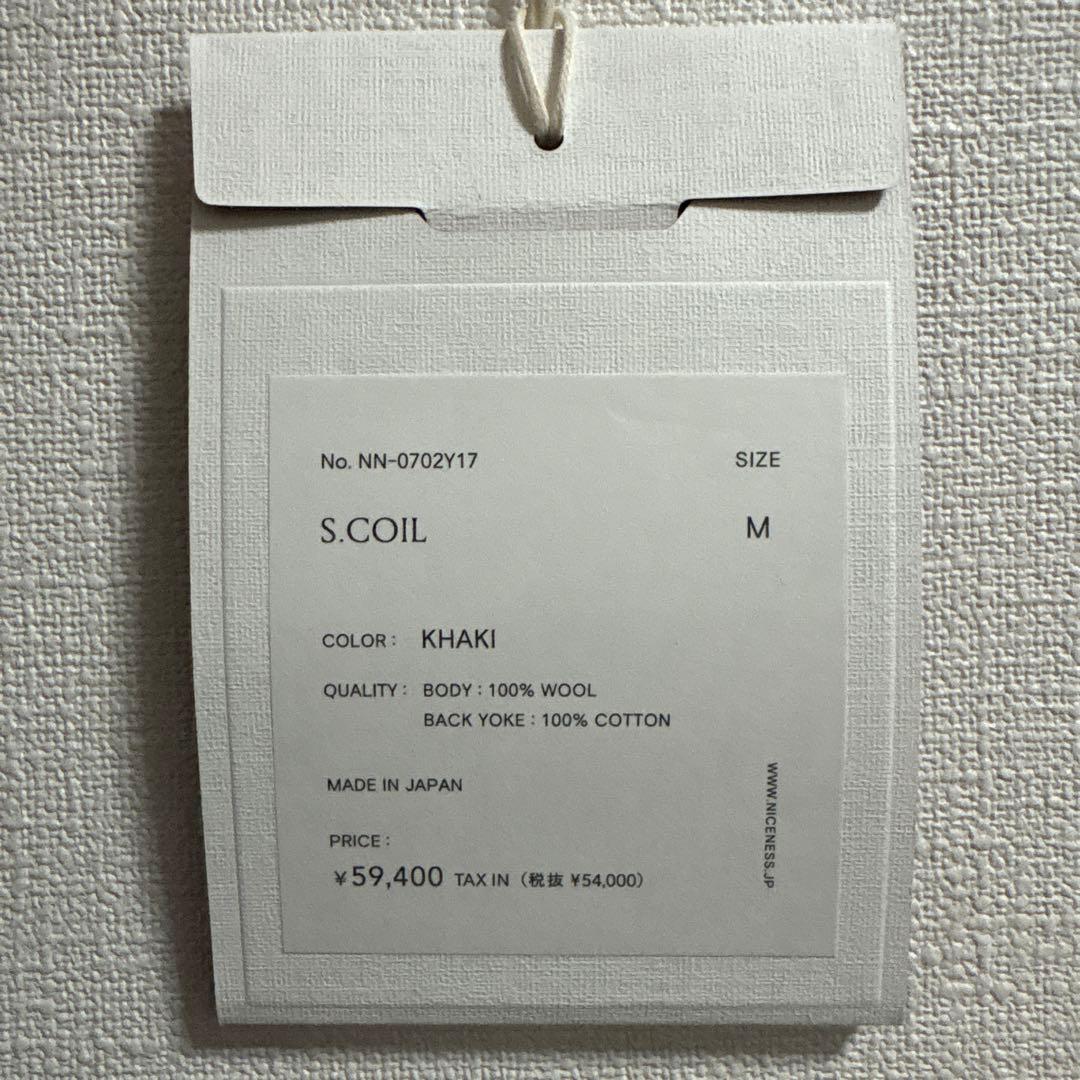 No. NN-0702Y17 SIZE
S.COIL M
COLOR : KHAKI
QUALITY : BODY : 100% WOOL
BACK YOKE : 100% COTTON
MADE IN JAPAN
PRICE :
¥59,400 TAX IN (税抜 ¥54,000)
WWW.NICENESS.JP